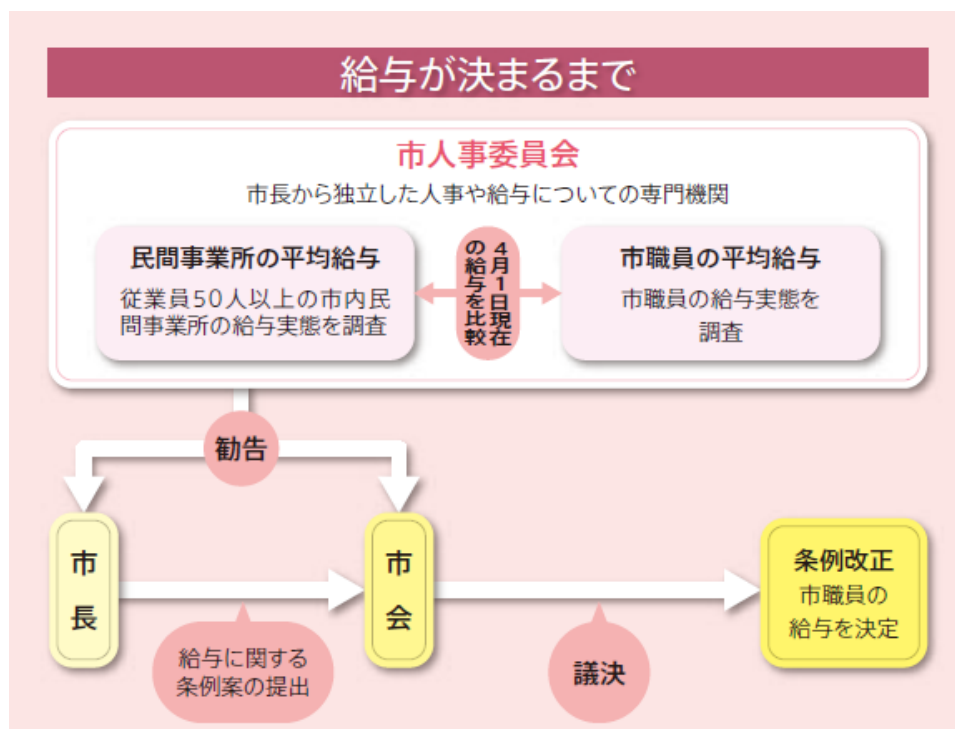 給与が決まるまで
市人事委員会
市長から独立した人事や給与についての専門機関
民間事業所の平均給与
従業員50人以上の市内民
間事業所の給与実態を調査
4月1日現在
の給与を比較
市職員の平均給与
市職員の給与実態を
調査
勧告
市長
給与に関する
条例案の提出
市会
議決
条例改正
市職員の
給与を決定